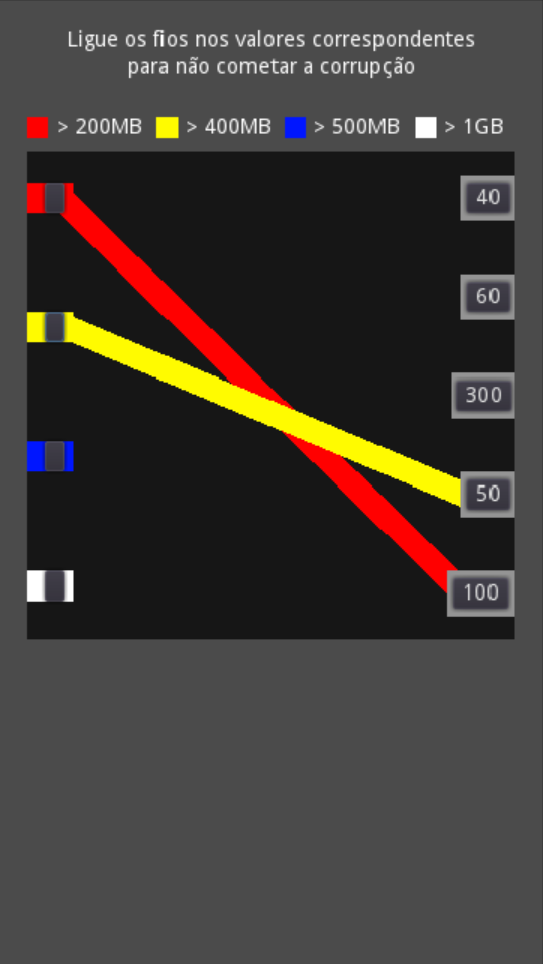 Ligue os fios nos valores correspondentes
para não cometar a corrupção
> 200MB > 400MB > 500MB > 1GB
40
60
300
50
100